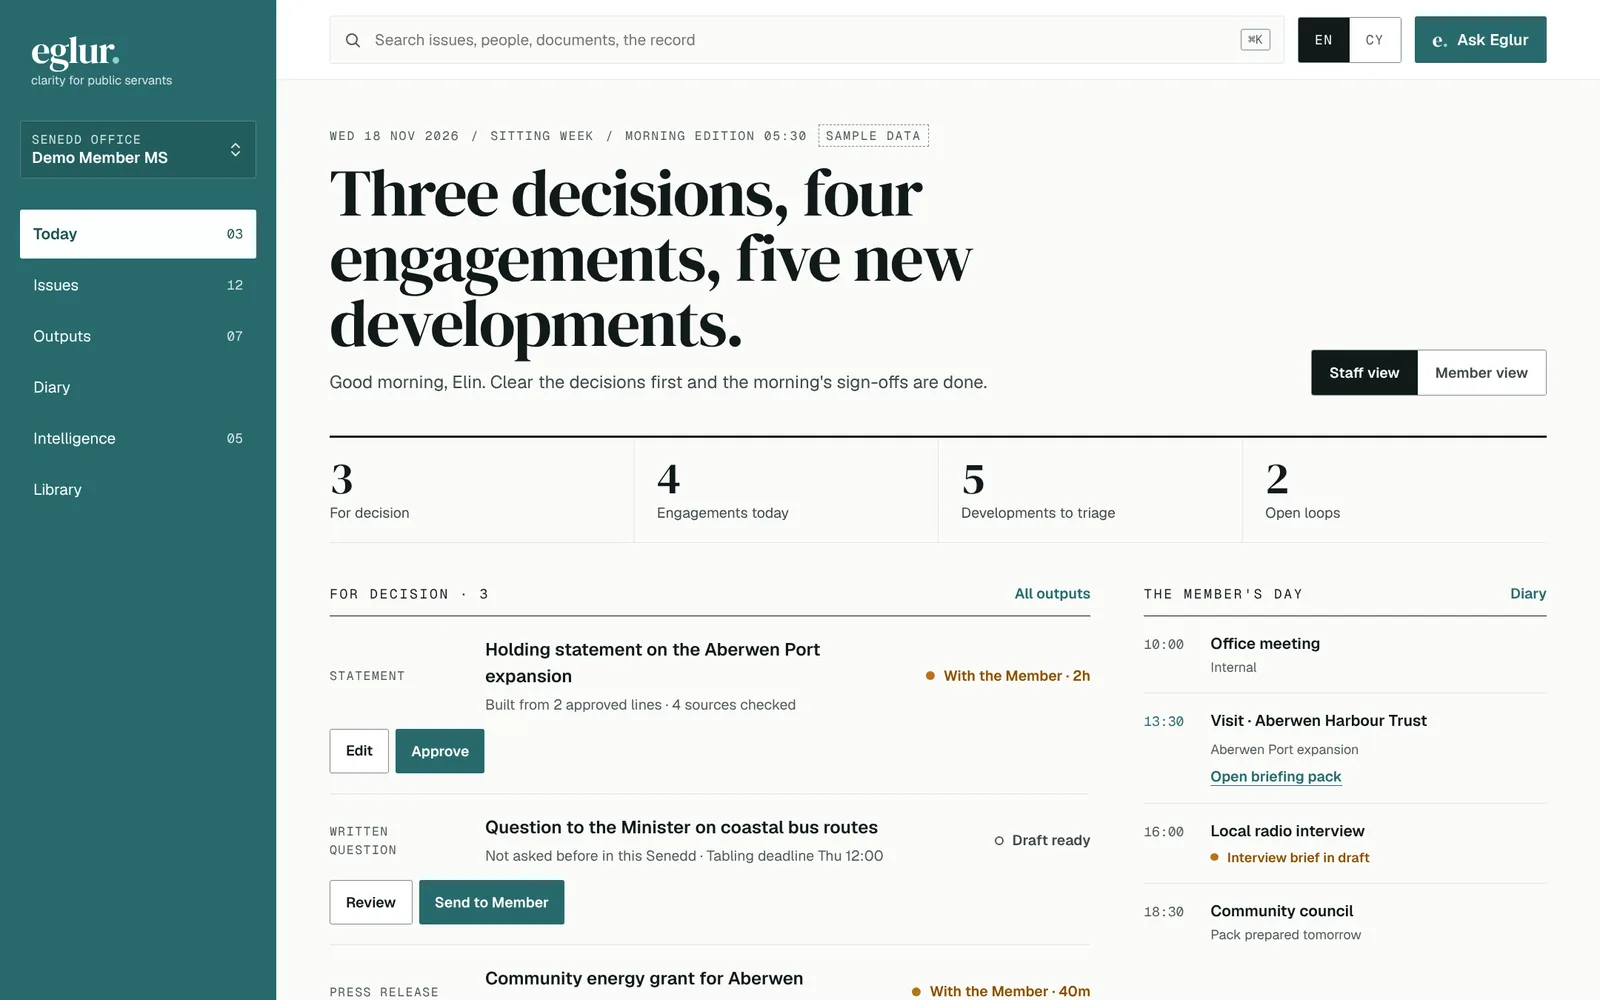 eglur.
clarity for public servants
SENEDD OFFICE
Demo Member MS
Today 03
Issues 12
Outputs 07
Diary
Intelligence 05
Library
Search issues, people, documents, the record ⌘K
EN CY
e. Ask Eglur
WED 18 NOV 2026 / SITTING WEEK / MORNING EDITION 05:30 SAMPLE DATA
Three decisions, four
engagements, five new
developments.
Good morning, Elin. Clear the decisions first and the morning's sign-offs are done.
Staff view Member view
3
For decision
4
Engagements today
5
Developments to triage
2
Open loops
FOR DECISION · 3 All outputs
STATEMENT
Holding statement on the Aberwen Port
expansion
Built from 2 approved lines · 4 sources checked
With the Member · 2h
Edit Approve
WRITTEN
QUESTION
Question to the Minister on coastal bus routes
Not asked before in this Senedd · Tabling deadline Thu 12:00
Draft ready
Review Send to Member
PRESS RELEASE
Community energy grant for Aberwen
With the Member · 40m
THE MEMBER'S DAY Diary
10:00 Office meeting
Internal
13:30 Visit · Aberwen Harbour Trust
Aberwen Port expansion
Open briefing pack
16:00 Local radio interview
Interview brief in draft
18:30 Community council
Pack prepared tomorrow